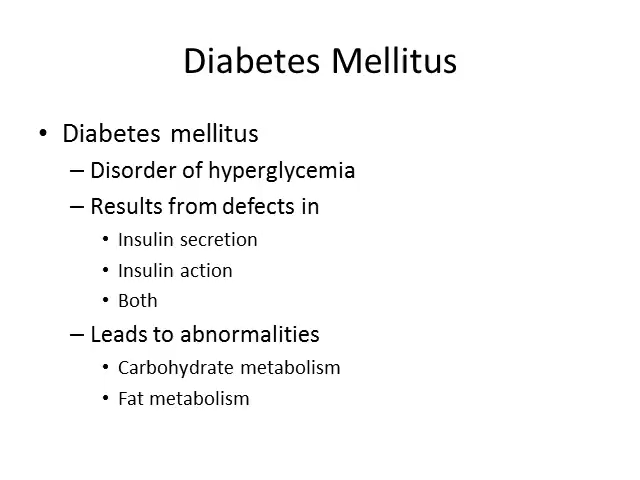 Diabetes Mellitus
• Diabetes mellitus
– Disorder of hyperglycemia
– Results from defects in
• Insulin secretion
• Insulin action
• Both
– Leads to abnormalities
• Carbohydrate metabolism
• Fat metabolism